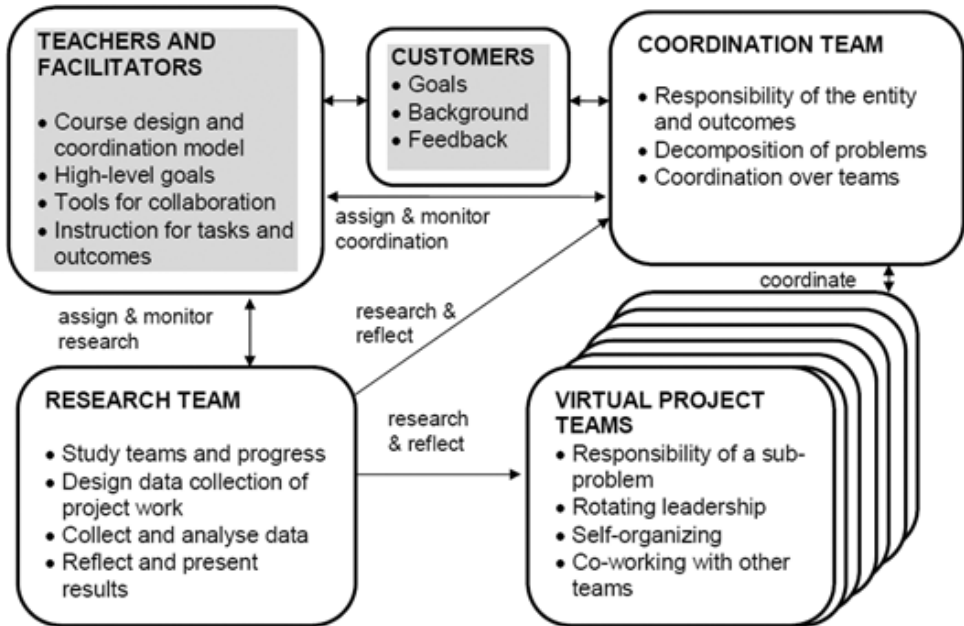 TEACHERS AND
FACILITATORS
• Course design and
coordination model
• High-level goals
• Tools for collaboration
• Instruction for tasks and
outcomes
CUSTOMERS
• Goals
• Background
• Feedback
COORDINATION TEAM
• Responsibility of the entity
and outcomes
• Decomposition of problems
• Coordination over teams
assign & monitor
coordination
coordinate
assign & monitor
research
research &
reflect
RESEARCH TEAM
• Study teams and progress
• Design data collection of
project work
• Collect and analyse data
• Reflect and present
results
research
& reflect
VIRTUAL PROJECT
TEAMS
• Responsibility of a sub-
problem
• Rotating leadership
• Self-organizing
• Co-working with other
teams